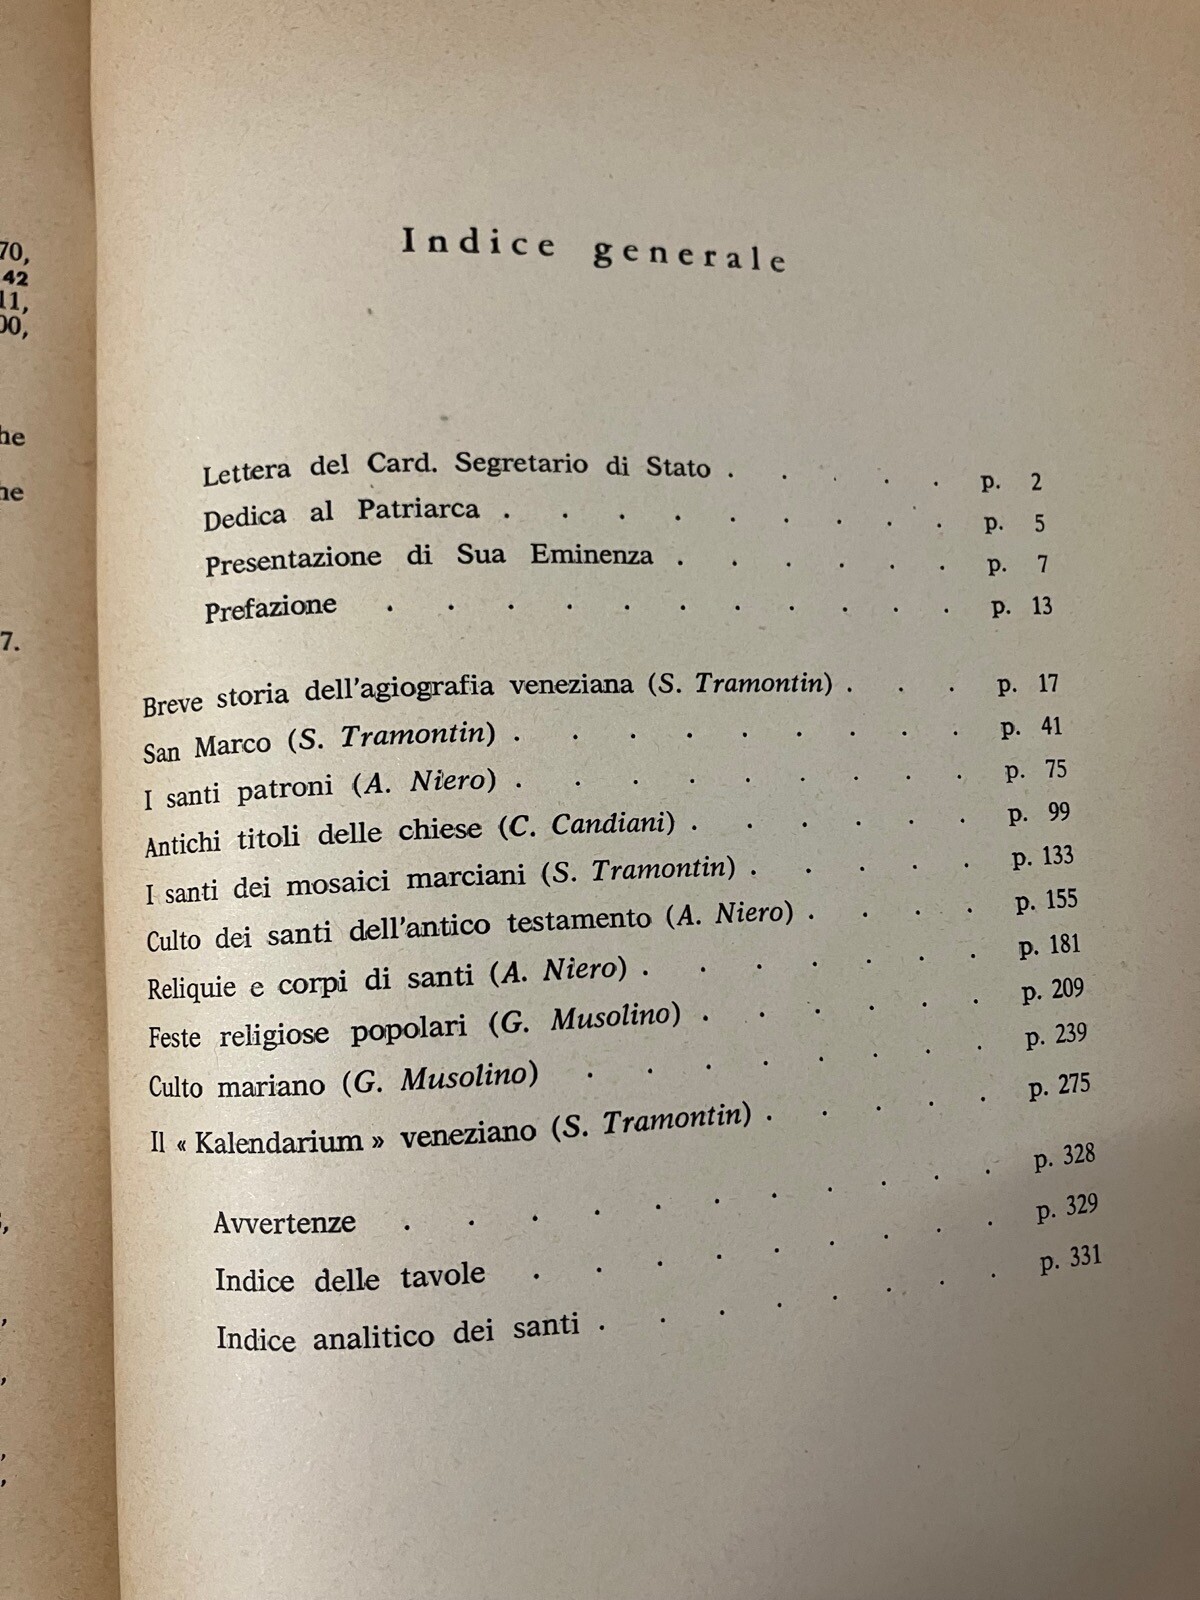 70,
42
11,
00,
he
he
7.
Indice generale
Lettera del Card. Segretario di Stato . . . . . p. 2
Dedica al Patriarca . . . . . . . . . p. 5
Presentazione di Sua Eminenza . . . . . . p. 7
Prefazione . . . . . . . . . . . p. 13
Breve storia dell'agiografia veneziana (S. Tramontin) . . . p. 17
San Marco (S. Tramontin) . . . . . . . . . p. 41
I santi patroni (A. Niero) . . . . . . . . . p. 75
Antichi titoli delle chiese (C. Candiani) . . . . . . p. 99
I santi dei mosaici marciani (S. Tramontin) . . . . . p. 133
Culto dei santi dell'antico testamento (A. Niero) . . . . p. 155
Reliquie e corpi di santi (A. Niero) . . . . . . . p. 181
Feste religiose popolari (G. Musolino) . . . . . . p. 209
Culto mariano (G. Musolino) . . . . . . . . p. 239
Il « Kalendarium » veneziano (S. Tramontin) . . . . . p. 275
Avvertenze . . . . . . . . . . . p. 328
Indice delle tavole . . . . . . . . . p. 329
Indice analitico dei santi . . . . . . . . p. 331